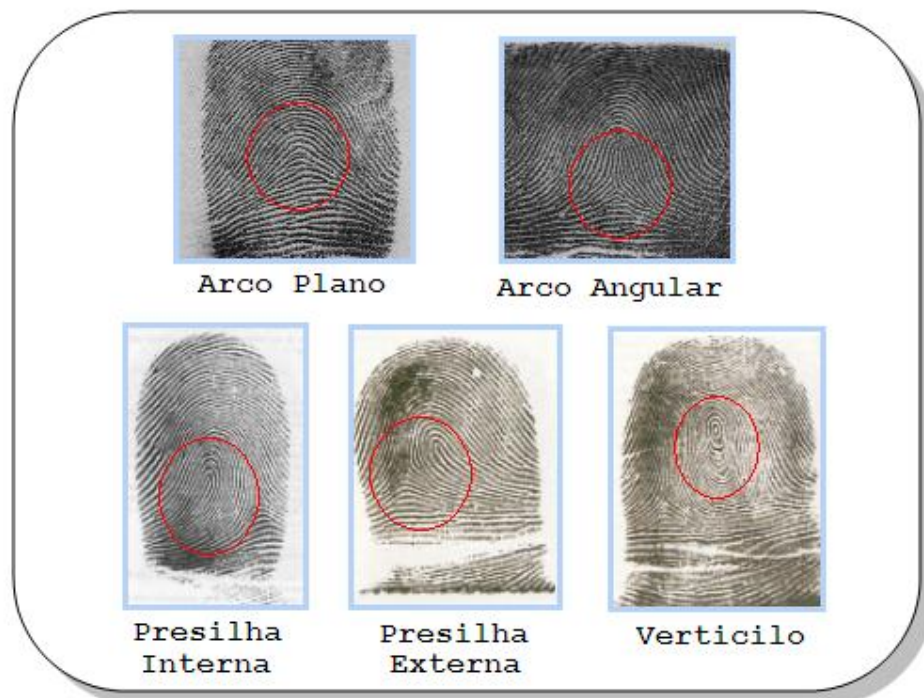 Arco Plano
Arco Angular
Presilha
Interna
Presilha
Externa
Verticilo